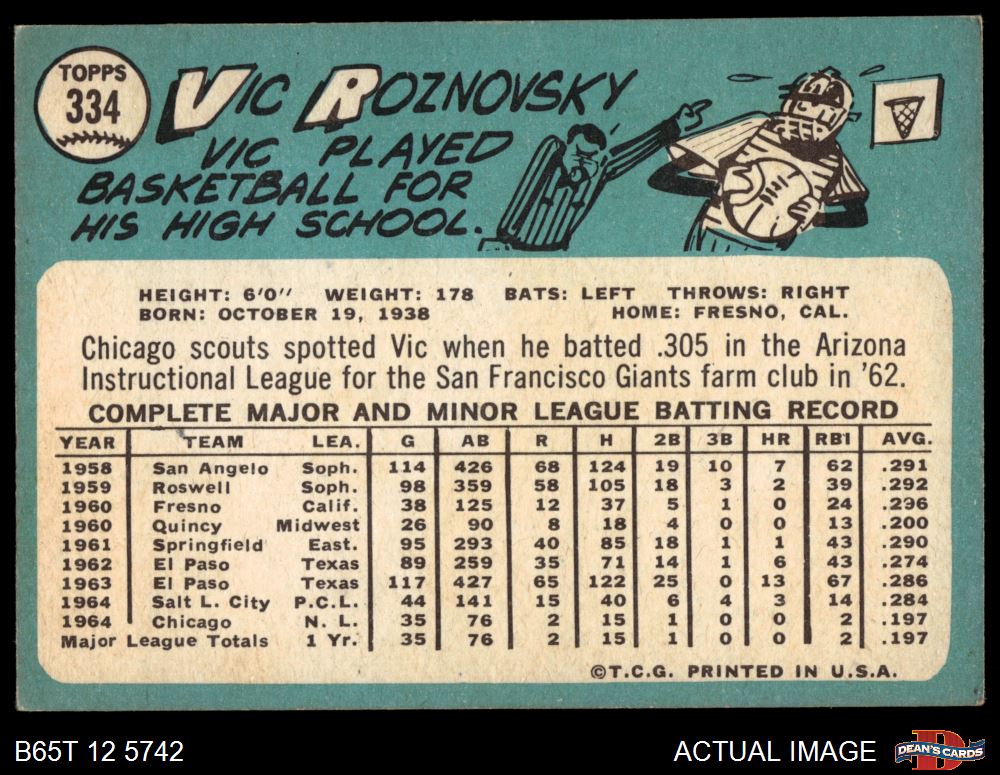 TOPPS
334
VIC ROZNOVSKY
VIC PLAYED
BASKETBALL FOR
HIS HIGH SCHOOL.
HEIGHT: 6'0" WEIGHT: 178 BATS: LEFT THROWS: RIGHT
BORN: OCTOBER 19, 1938 HOME: FRESNO, CAL.
Chicago scouts spotted Vic when he batted .305 in the Arizona
Instructional League for the San Francisco Giants farm club in '62.
COMPLETE MAJOR AND MINOR LEAGUE BATTING RECORD
YEAR TEAM LEA. G AB R H 2B 3B HR RBI AVG.
1958 San Angelo Soph. 114 426 68 124 19 10 7 62 .291
1959 Roswell Soph. 98 359 58 105 18 3 2 39 .292
1960 Fresno Calif. 38 125 12 37 5 1 0 24 .296
1960 Quincy Midwest 26 90 8 18 4 0 0 13 .200
1961 Springfield East. 95 293 40 85 18 1 1 43 .290
1962 El Paso Texas 89 259 35 71 14 1 6 43 .274
1963 El Paso Texas 117 427 65 122 25 0 13 67 .286
1964 Salt L. City P.C.L. 44 141 15 40 6 4 3 14 .284
1964 Chicago N. L. 35 76 2 15 1 0 0 2 .197
Major League Totals 1 Yr. 35 76 2 15 1 0 0 2 .197
©T.C.G. PRINTED IN U.S.A.
B65T 12 5742 ACTUAL IMAGE DEAN'S CARDS